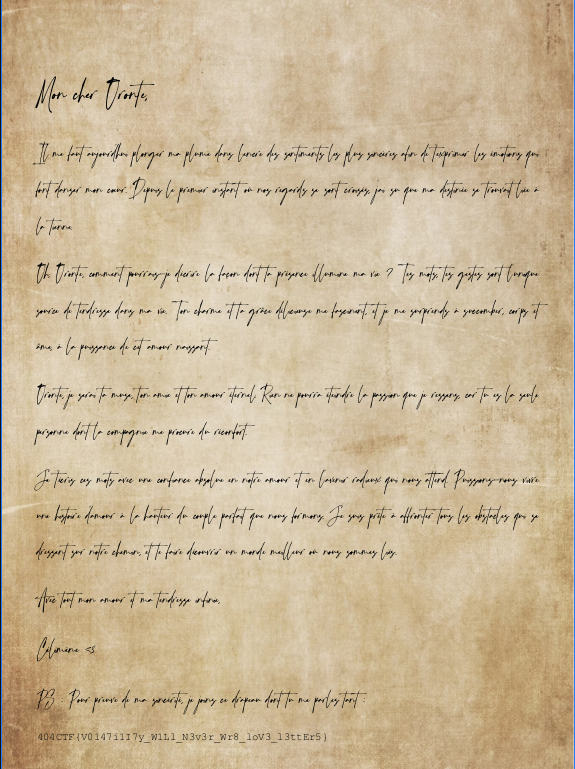 Mon cher Oronte,
Il me faut aujourd'hui plonger ma plume dans l'encre des sentiments les plus sincères afin de t'exprimer les émotions qui
font danser mon cœur. Depuis le premier instant où nos regards se sont croisés, j'ai su que ma destinée se trouvait liée à
la tienne.
Oh Oronte, comment pourrais-je décrire la façon dont ta présence illumine ma vie ? Tes mots, tes gestes sont l'unique
source de tendresse dans ma vie. Ton charme et ta grâce délicieuse me fascinent, et je me surprends à succomber, corps et
âme, à la puissance de cet amour naissant.
Oronte, je serai ta muse, ton amie et ton amour éternel. Rien ne pourra éteindre la passion que je ressens, car tu es la seule
personne dont la compagnie me procure du réconfort.
Je t'écris ces mots avec une confiance absolue en notre amour et en l'avenir radieux qui nous attend. Puissions-nous vivre
une histoire d'amour à la hauteur du couple parfait que nous formons. Je suis prête à affronter tous les obstacles qui se
dressent sur notre chemin, et te faire découvrir un monde meilleur où nous sommes liés.
Avec tout mon amour et ma tendresse infinie,
Célimène <3
PS : Pour preuve de ma sincérité, je joins ce drapeau dont tu me parles tant :
404CTF{V0147i1I7y_W1Ll_N3v3r_Wr8_loV3_l3ttEr5}